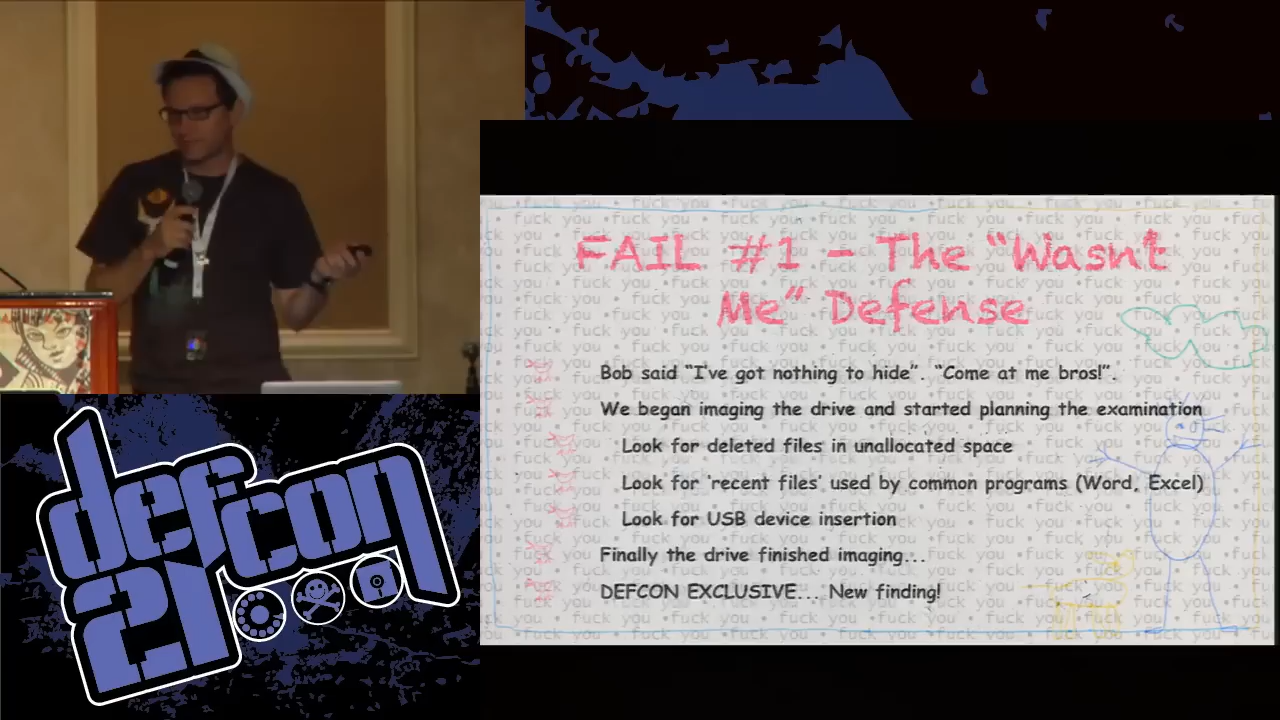 FAIL #1 – The “Wasn't
Me” Defense
Bob said “I've got nothing to hide”. “Come at me bros!”.
We began imaging the drive and started planning the examination
Look for deleted files in unallocated space
Look for ‘recent files’ used by common programs (Word, Excel)
Look for USB device insertion
Finally the drive finished imaging...
DEFCON EXCLUSIVE... New finding!
defcon
21